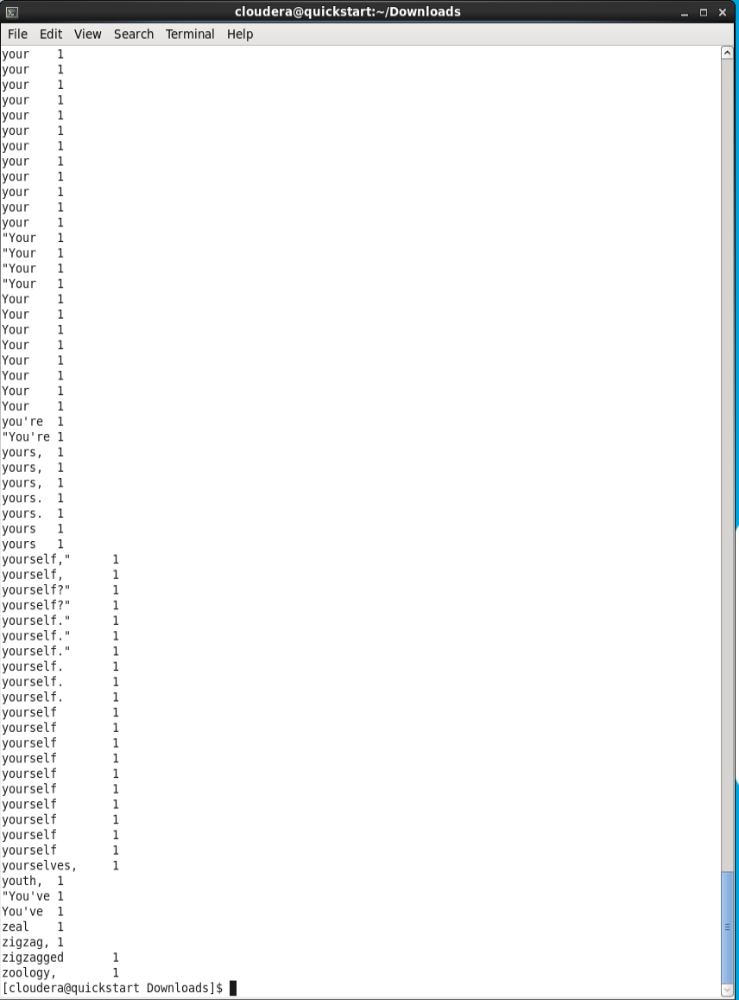 cloudera@quickstart:~/Downloads
File Edit View Search Terminal Help
your 1
your 1
your 1
your 1
your 1
your 1
your 1
your 1
your 1
your 1
your 1
your 1
"Your 1
"Your 1
"Your 1
"Your 1
Your 1
Your 1
Your 1
Your 1
Your 1
Your 1
Your 1
Your 1
you're 1
"You're 1
yours, 1
yours, 1
yours, 1
yours. 1
yours. 1
yours 1
yours 1
yourself," 1
yourself, 1
yourself?" 1
yourself?" 1
yourself." 1
yourself." 1
yourself." 1
yourself. 1
yourself. 1
yourself. 1
yourself 1
yourself 1
yourself 1
yourself 1
yourself 1
yourself 1
yourself 1
yourself 1
yourself 1
yourself 1
yourselves, 1
youth, 1
"You've 1
You've 1
zeal 1
zigzag, 1
zigzagged 1
zoology, 1
[cloudera@quickstart Downloads]$